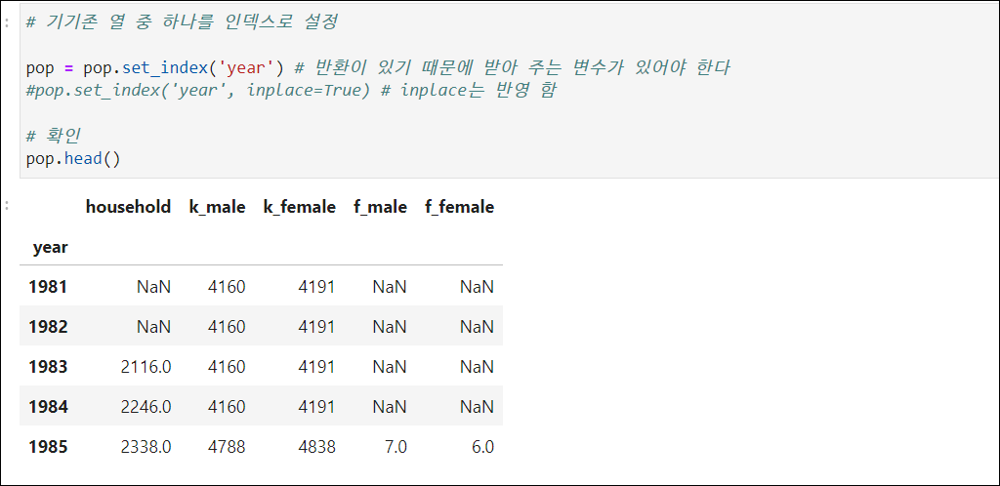 # 기기존 열 중 하나를 인덱스로 설정
pop = pop.set_index('year') # 반환이 있기 때문에 받아 주는 변수가 있어야 한다
#pop.set_index('year', inplace=True) # inplace는 반영 함
# 확인
pop.head()
household k_male k_female f_male f_female
year
1981 NaN 4160 4191 NaN NaN
1982 NaN 4160 4191 NaN NaN
1983 2116.0 4160 4191 NaN NaN
1984 2246.0 4160 4191 NaN NaN
1985 2338.0 4788 4838 7.0 6.0